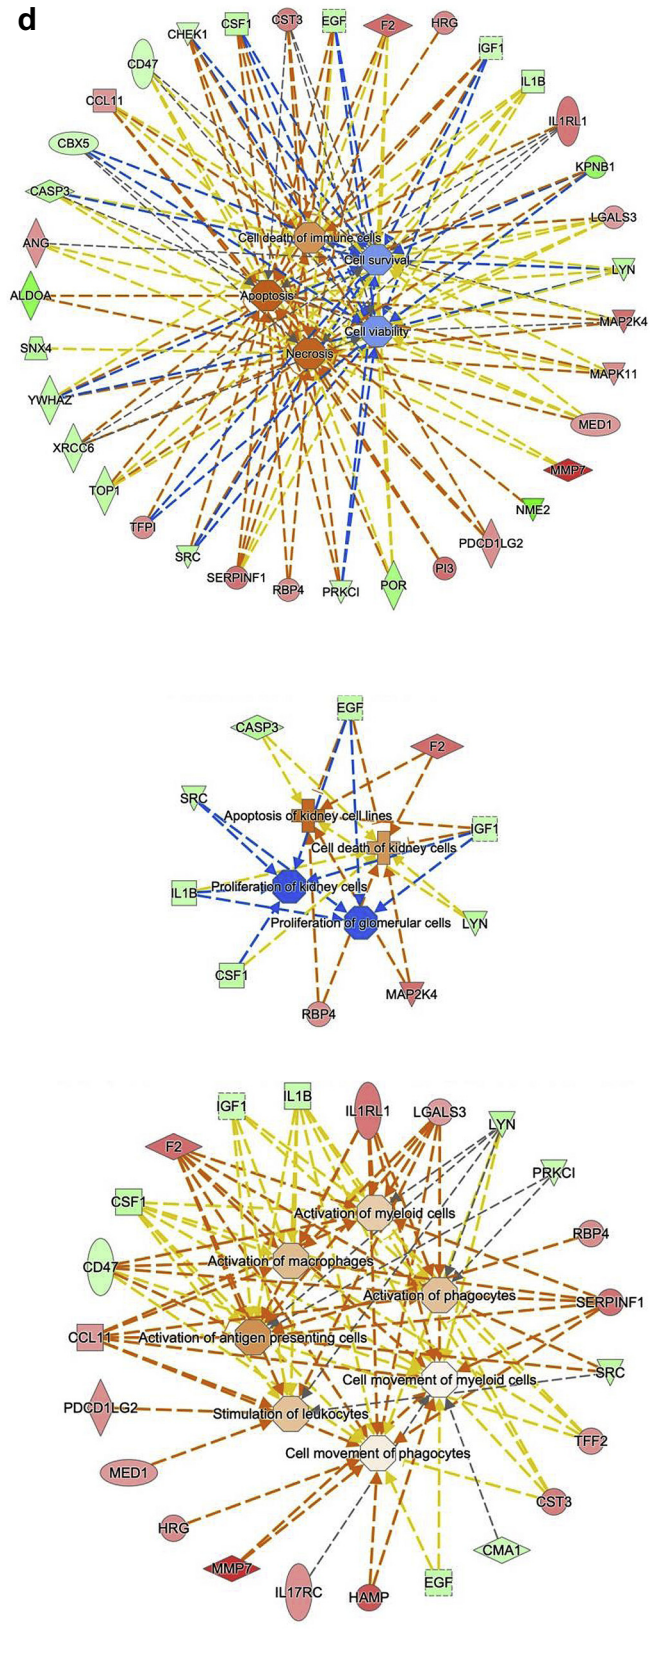 d
CST3
EGF
F2
HRG
CSF1
CHEK1
IGF1
CD47
IL1B
CCL11
IL1RL1
CBX5
KPNB1
CASP3
LGALS3
Cell death of immune cells
ANG
Cell survival
LYN
Apoptosis
ALDOA
MAP2K4
Cell viability
SNX4
Necrosis
MAPK11
YWHAZ
MED1
XRCC6
MMP7
TOP1
NME2
TFPI
PDCD1LG2
SRC
PI3
SERPINF1
RBP4
PRKCI
POR
EGF
CASP3
F2
SRC
Apoptosis of kidney cell lines
IGF1
Cell death of kidney cells
Proliferation of kidney cells
IL1B
Proliferation of glomerular cells
LYN
CSF1
MAP2K4
RBP4
IGF1
IL1B
IL1RL1
LGALS3
LYN
F2
PRKCI
CSF1
Activation of myeloid cells
RBP4
CD47
Activation of macrophages
Activation of phagocytes
SERPINF1
CCL11
Activation of antigen presenting cells
SRC
Cell movement of myeloid cells
PDCD1LG2
Stimulation of leukocytes
TFF2
Cell movement of phagocytes
MED1
CST3
HRG
CMA1
MMP7
EGF
IL17RC
HAMP